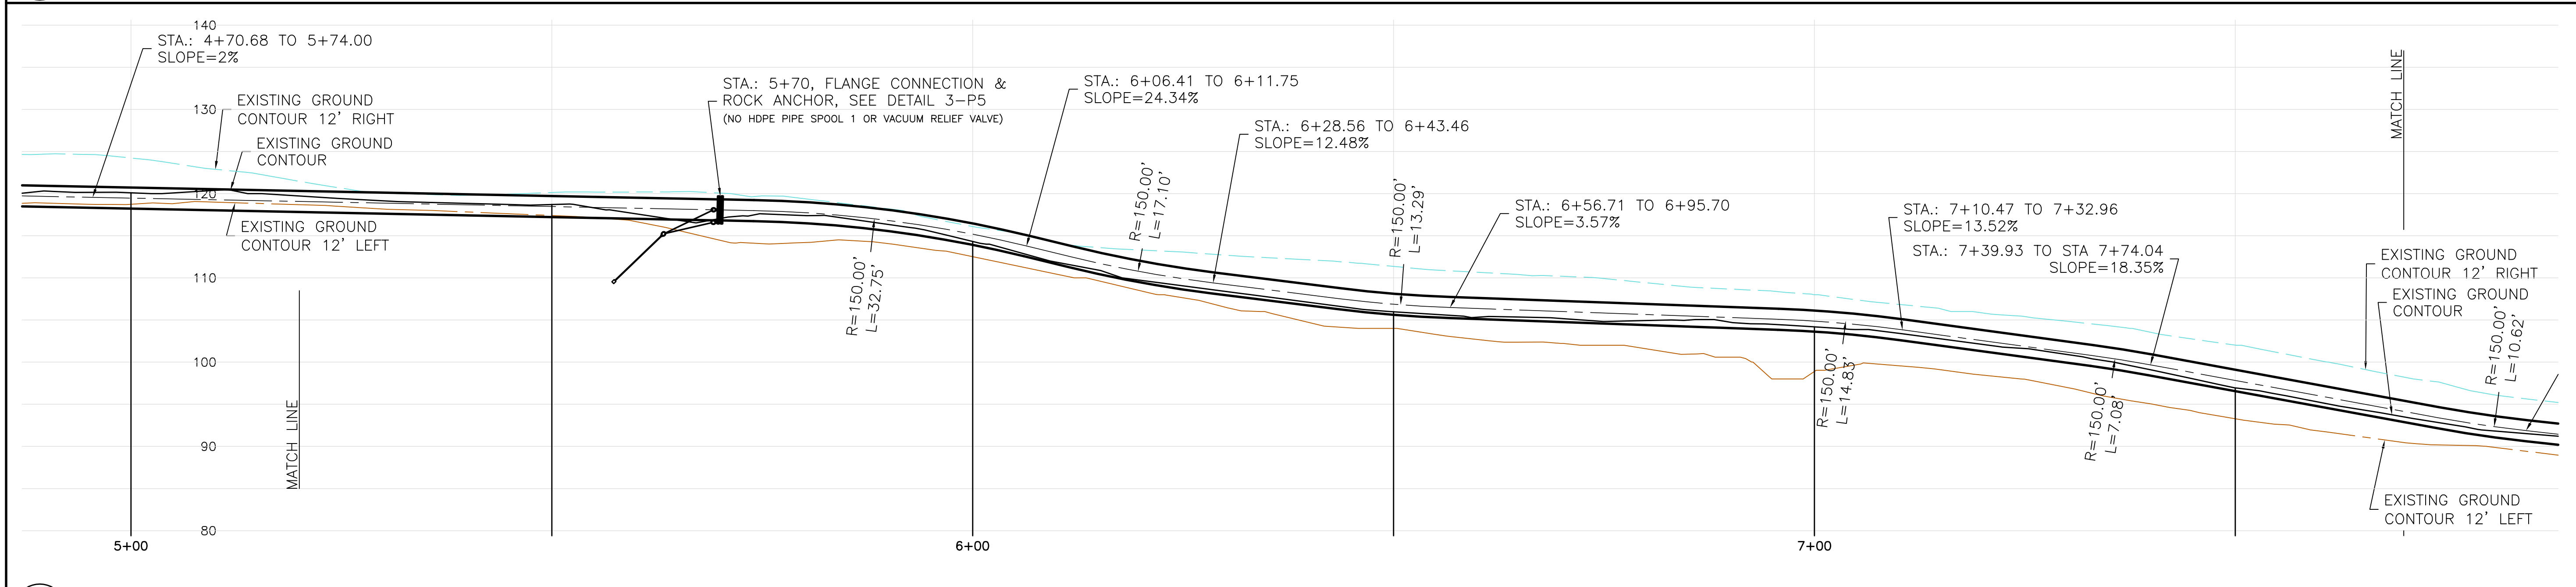 140
130
120
110
100
90
80
STA.: 4+70.68 TO 5+74.00
SLOPE=2%
EXISTING GROUND
CONTOUR 12' RIGHT
EXISTING GROUND
CONTOUR
EXISTING GROUND
CONTOUR 12' LEFT
MATCH LINE
STA.: 5+70, FLANGE CONNECTION &
ROCK ANCHOR, SEE DETAIL 3-P5
(NO HDPE PIPE SPOOL 1 OR VACUUM RELIEF VALVE)
R=150.00'
L=32.75'
STA.: 6+06.41 TO 6+11.75
SLOPE=24.34%
R=150.00'
L=17.10'
STA.: 6+28.56 TO 6+43.46
SLOPE=12.48%
R=150.00'
L=13.29'
STA.: 6+56.71 TO 6+95.70
SLOPE=3.57%
R=150.00'
L=14.83'
STA.: 7+10.47 TO 7+32.96
SLOPE=13.52%
STA.: 7+39.93 TO STA 7+74.04
SLOPE=18.35%
R=150.00'
L=7.08'
MATCH LINE
EXISTING GROUND
CONTOUR 12' RIGHT
EXISTING GROUND
CONTOUR
R=150.00'
L=10.62'
EXISTING GROUND
CONTOUR 12' LEFT
5+00
6+00
7+00